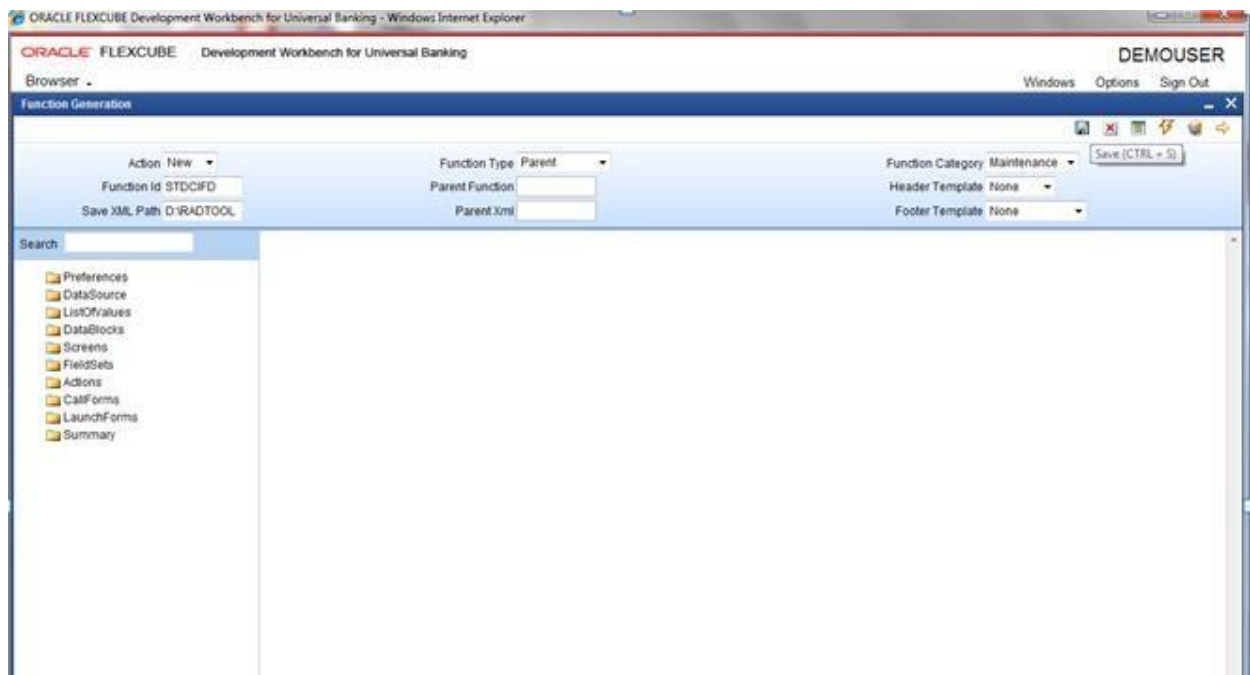 ORACLE FLEXCUBE Development Workbench for Universal Banking - Windows Internet Explorer
ORACLE FLEXCUBE Development Workbench for Universal Banking
DEMOUSER
Browser
Windows Options Sign Out
Function Generation
Action New
Function Type Parent
Function Category Maintenance
Save (CTRL + S)
Function Id STDCIFD
Parent Function
Header Template None
Save XML Path D:\RADTOOL
Parent Xml
Footer Template None
Search
Preferences
DataSource
ListOfValues
DataBlocks
Screens
FieldSets
Actions
CallForms
LaunchForms
Summary